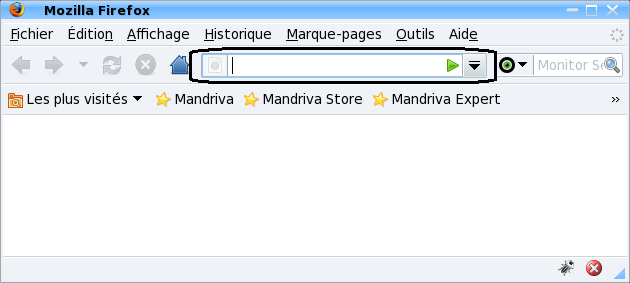 Mozilla Firefox
Fichier Édition Affichage Historique Marque-pages Outils Aide
Monitor Se
Les plus visités Mandriva Mandriva Store Mandriva Expert »